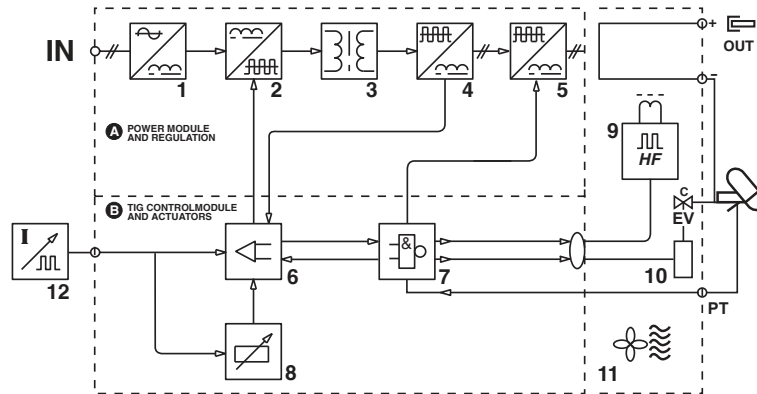 IN
+
OUT
-
1
2
3
4
5
9
HF
A POWER MODULE
AND REGULATION
B TIG CONTROLMODULE
AND ACTUATORS
C
EV
I
&
12
6
7
10
PT
8
11